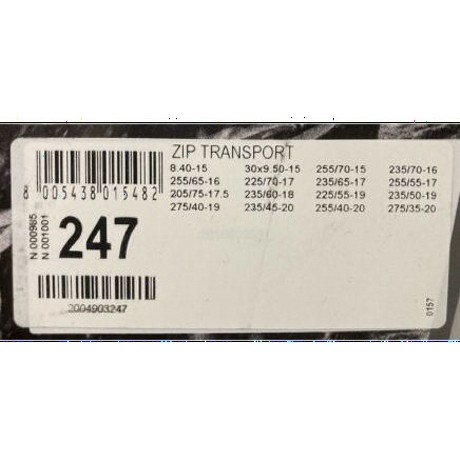 ZIP TRANSPORT
8.40-15 30x9.50-15 255/70-15 235/70-16
255/65-16 225/70-17 235/65-17 255/55-17
205/75-17.5 235/60-18 225/55-19 235/50-19
275/40-19 235/45-20 255/40-20 275/35-20
8 005438 015482
N 000985
N 001001
247
2004903247
0157